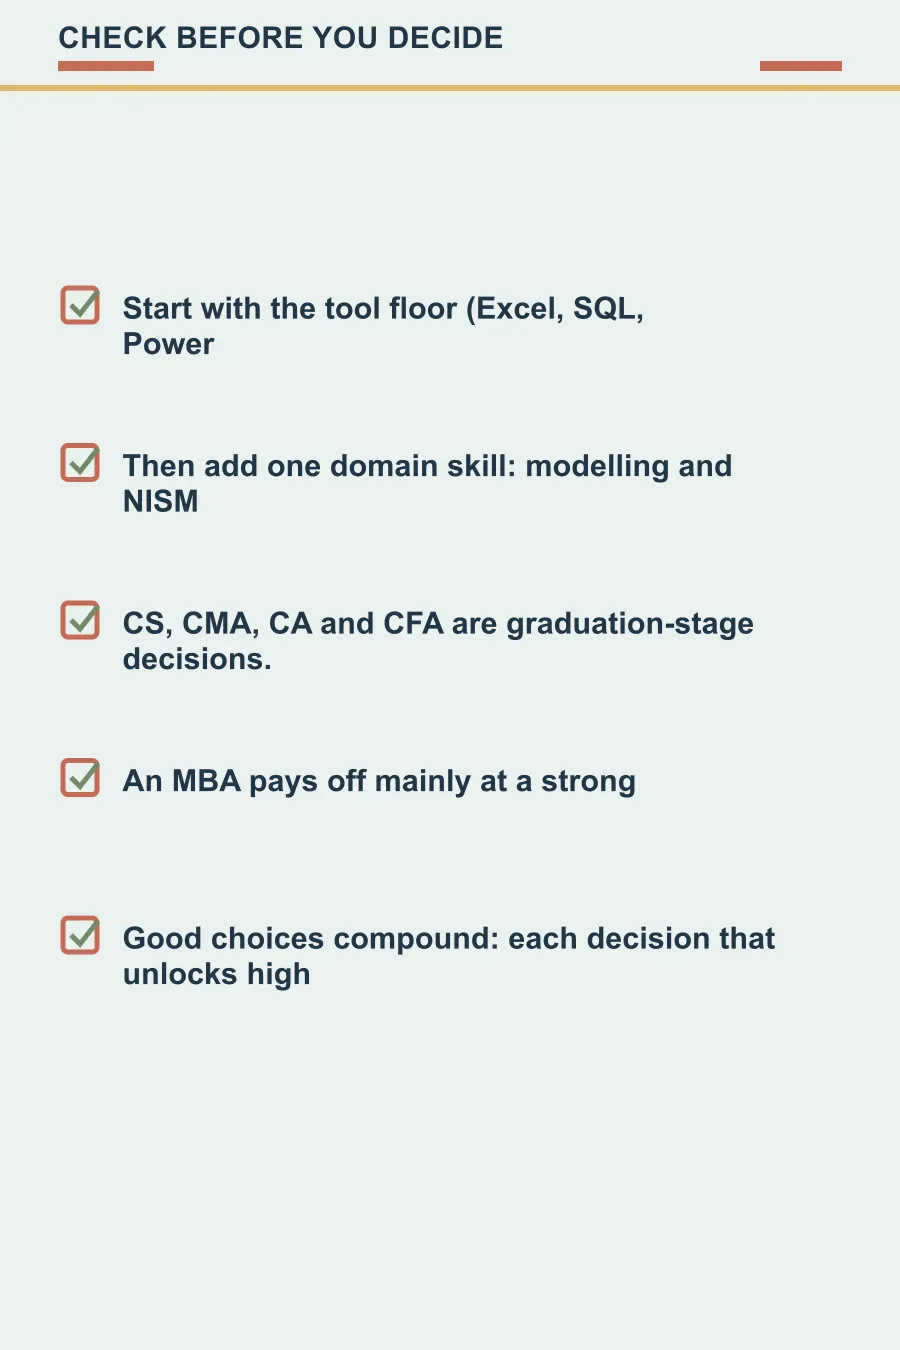 CHECK BEFORE YOU DECIDE
Start with the tool floor (Excel, SQL,
Power
Then add one domain skill: modelling and
NISM
CS, CMA, CA and CFA are graduation-stage
decisions.
An MBA pays off mainly at a strong
Good choices compound: each decision that
unlocks high